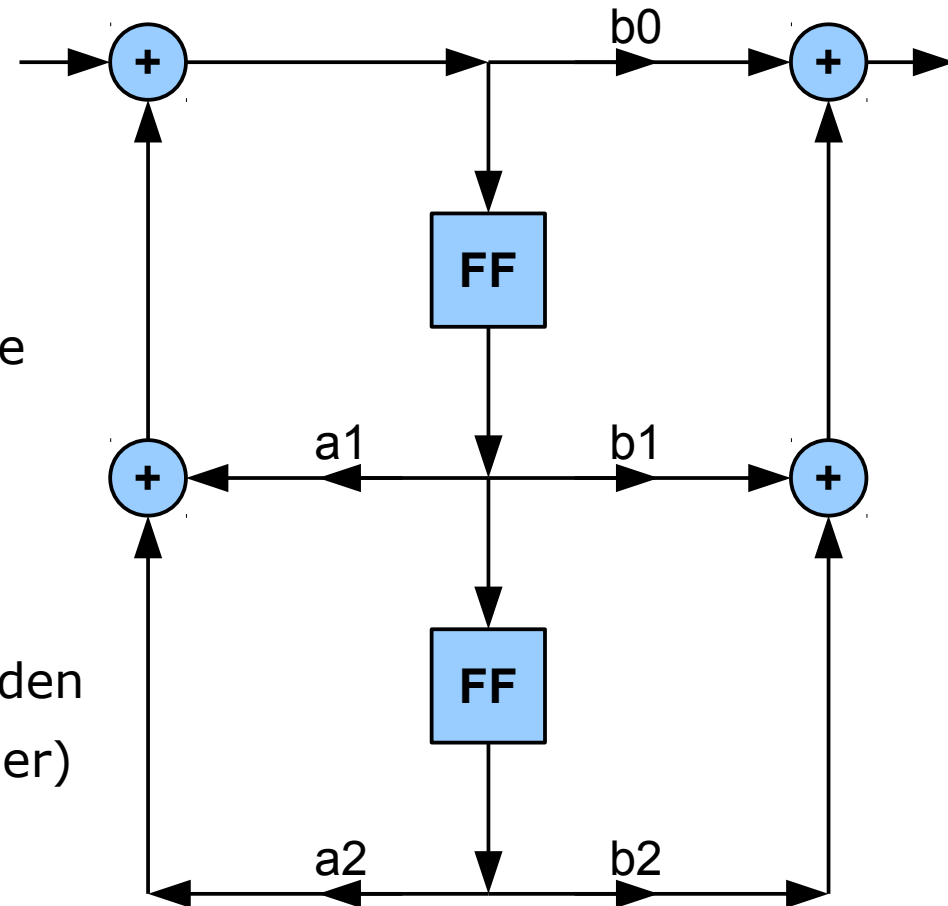 b0
+ +
FF
e
a1 b1
+ +
den
FF
er)
a2 b2